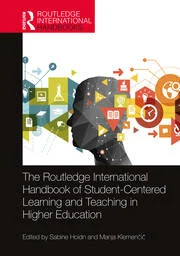 ROUTLEDGE
INTERNATIONAL
HANDBOOKS
The Routledge International
Handbook of Student-Centered
Learning and Teaching in
Higher Education
Edited by Sabine Hoidn and Manja Klemenčič